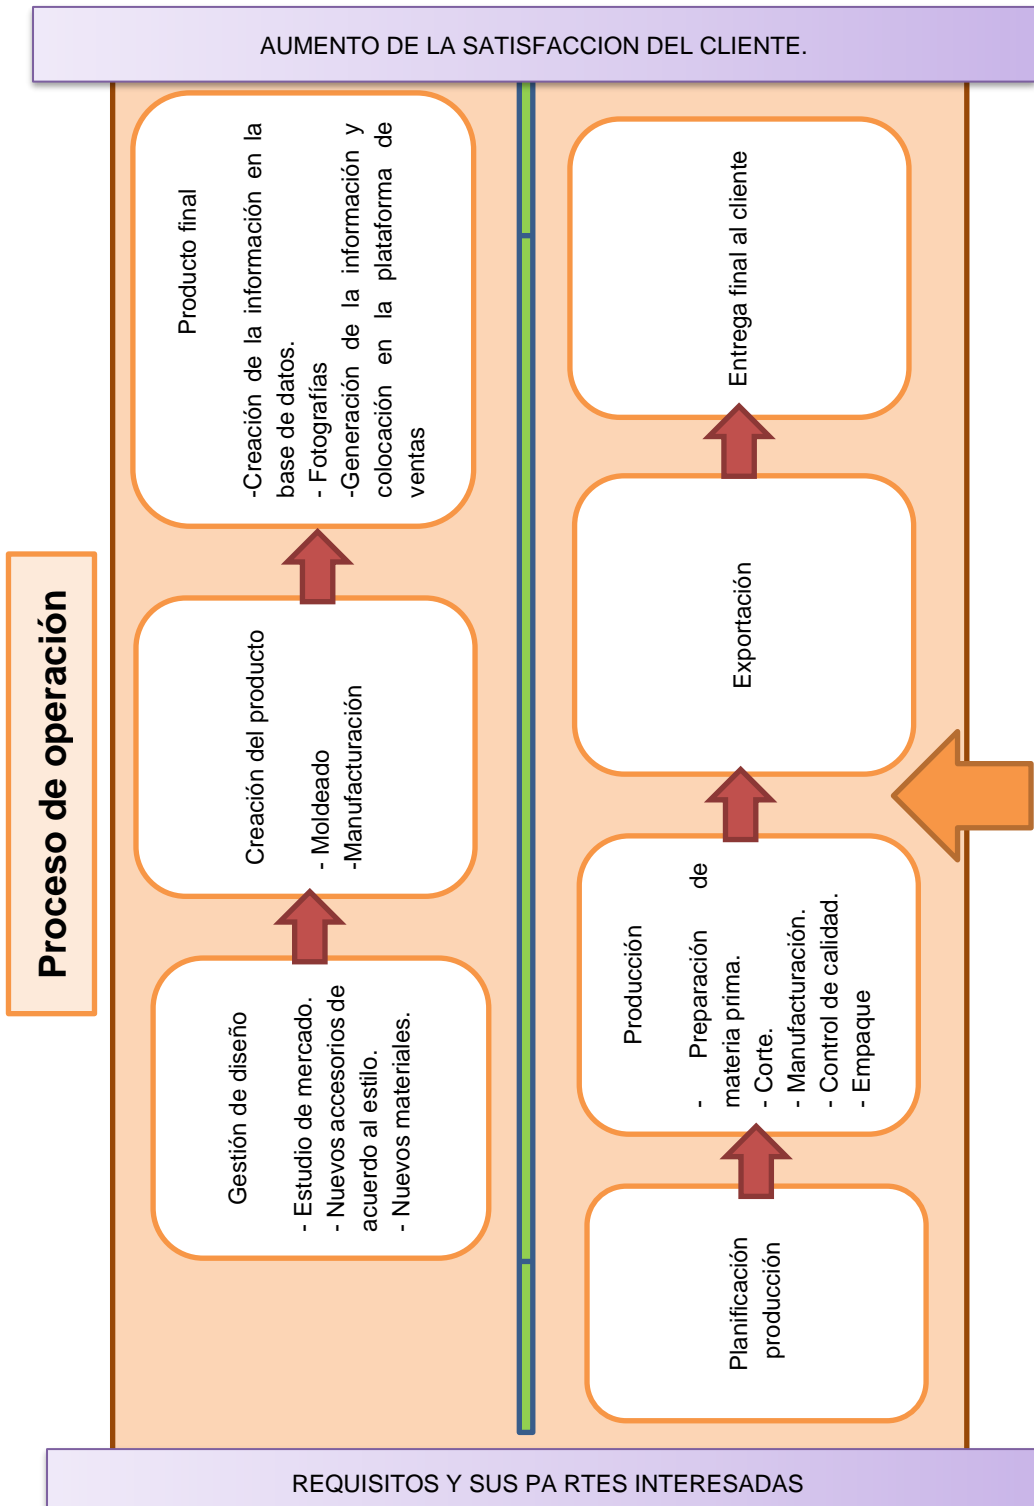 AUMENTO DE LA SATISFACCION DEL CLIENTE.
Proceso de operación
Gestión de diseño
- Estudio de mercado.
- Nuevos accesorios de
acuerdo al estilo.
- Nuevos materiales.
Creación del producto
- Moldeado
-Manufacturación
Producto final
-Creación de la información en la
base de datos.
- Fotografías
-Generación de la información y
colocación en la plataforma de
ventas
Planificación
producción
Producción
- Preparación de
materia prima.
- Corte.
- Manufacturación.
- Control de calidad.
- Empaque
Exportación
Entrega final al cliente
REQUISITOS Y SUS PA RTES INTERESADAS